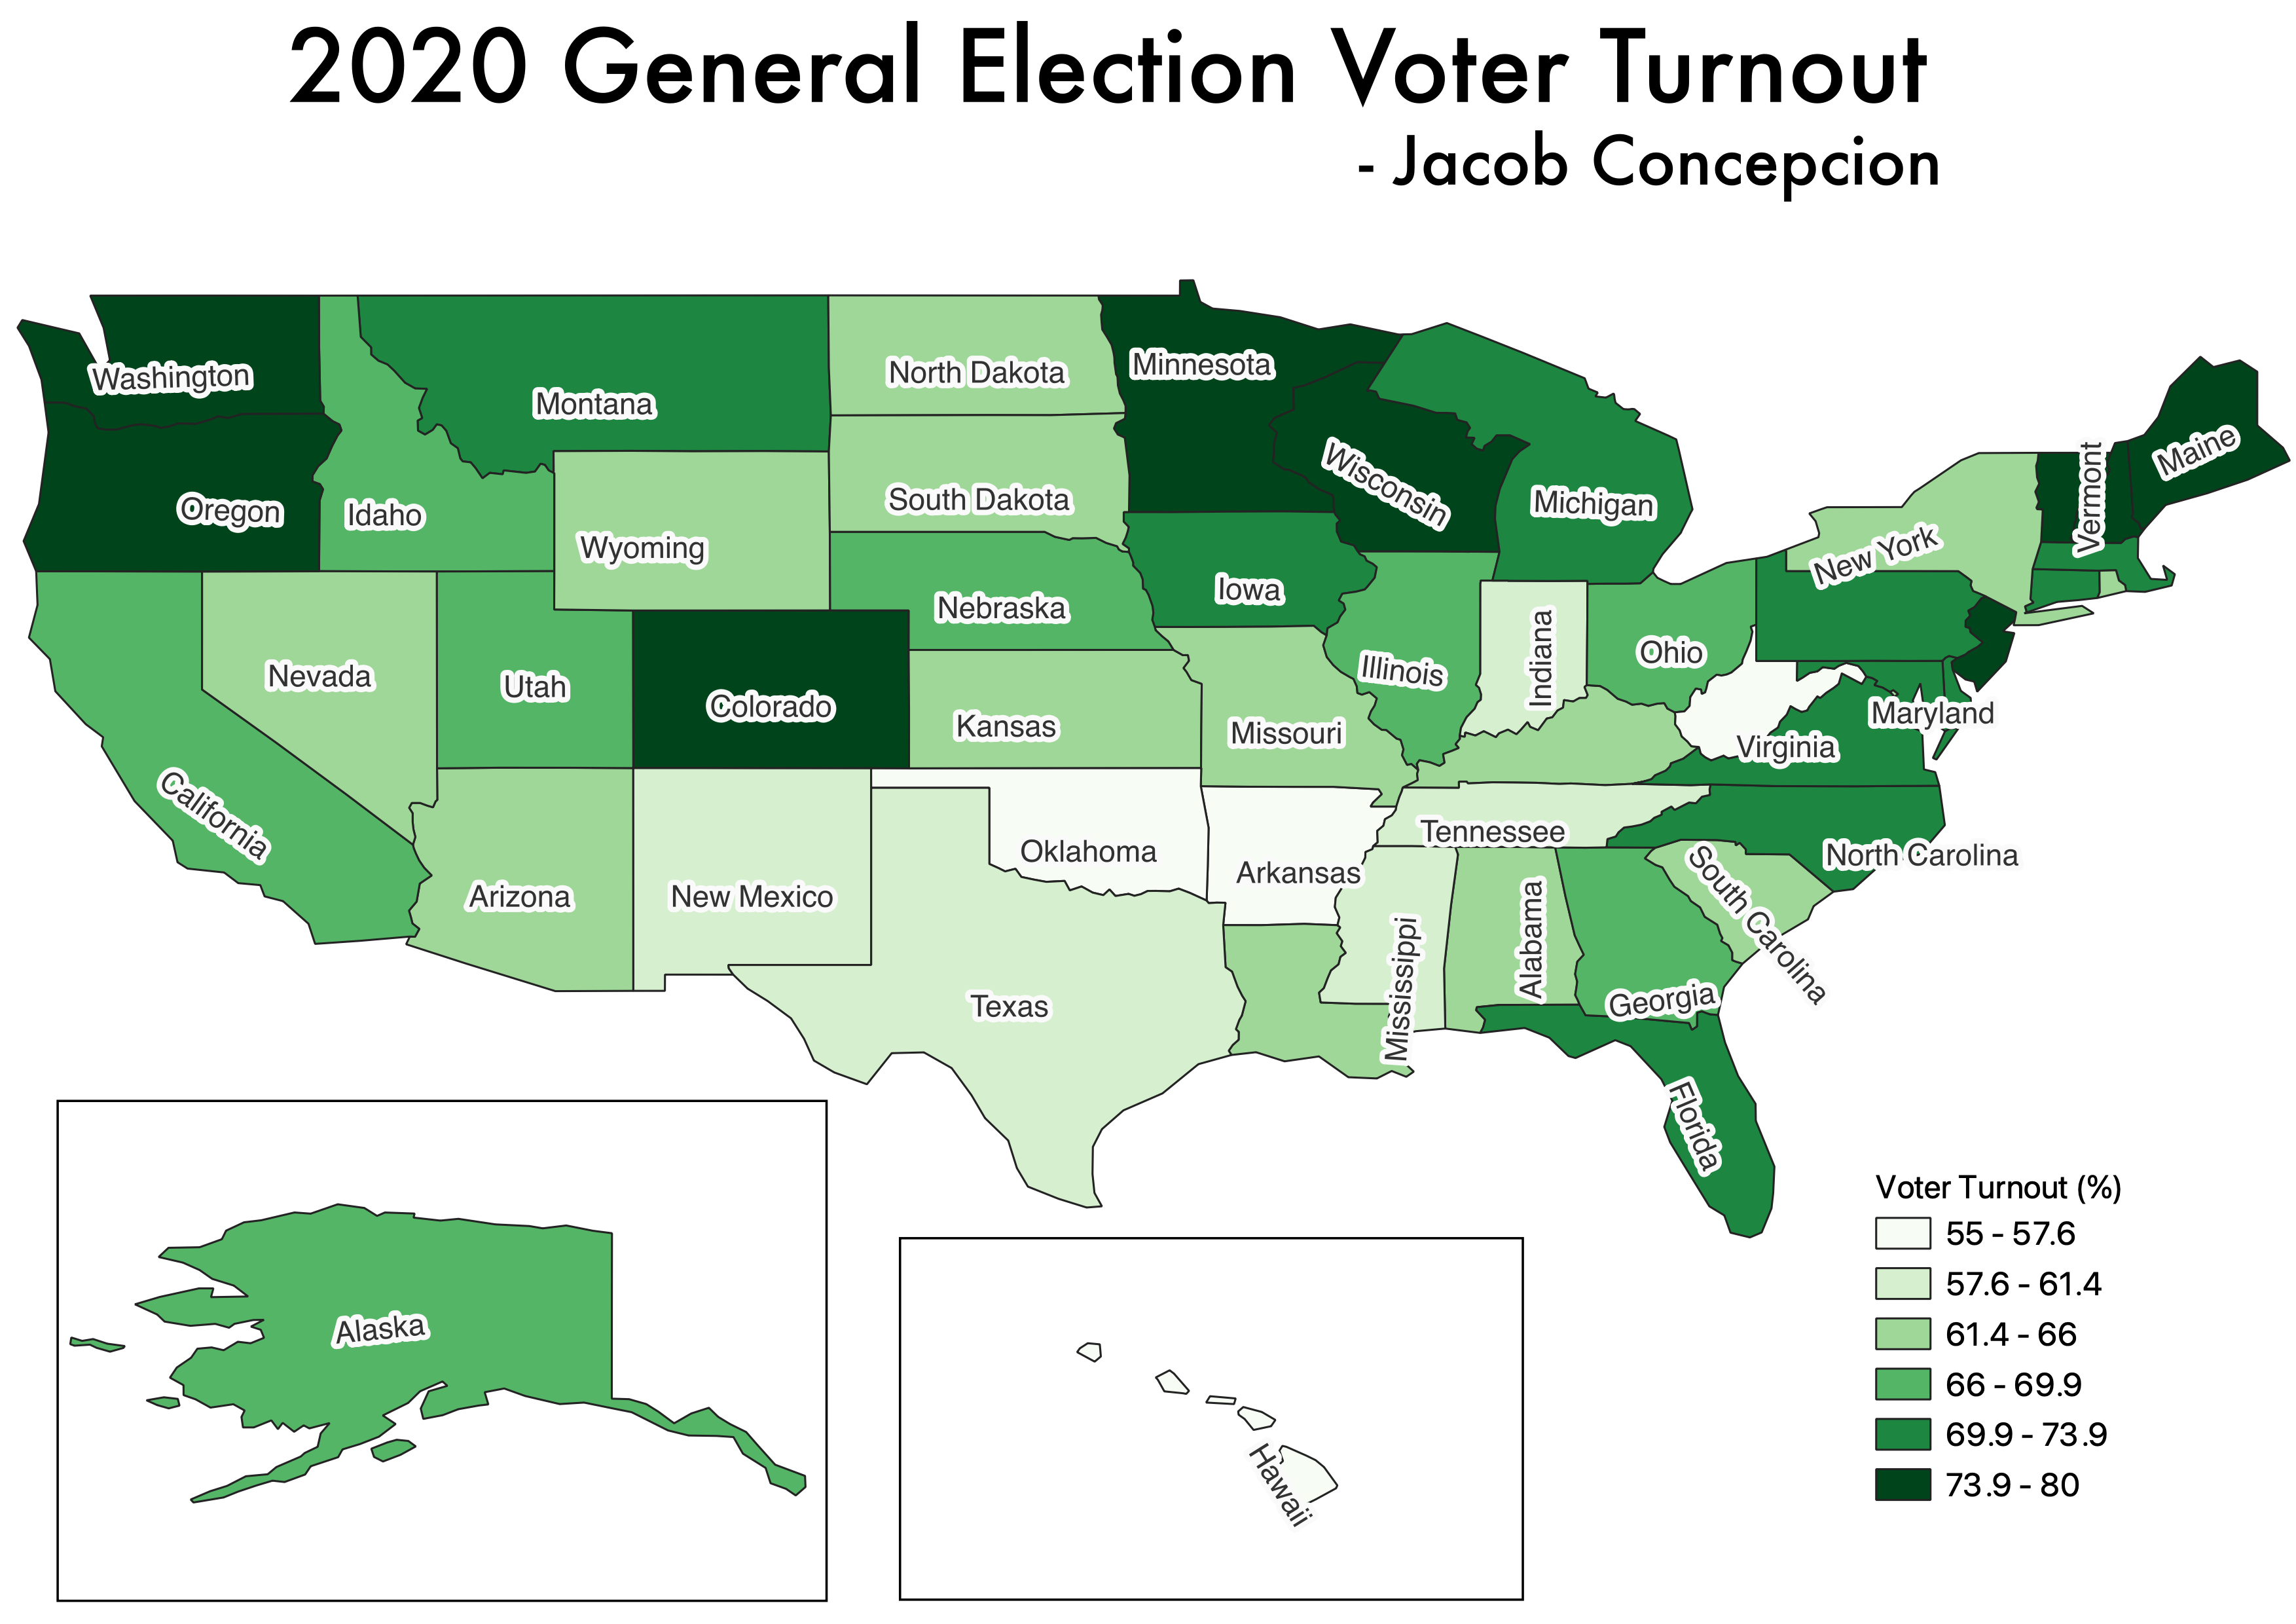 2020 General Election Voter Turnout
- Jacob Concepcion
Washington
Montana
North Dakota
Minnesota
Wisconsin
Michigan
Vermont
Maine
Oregon
Idaho
Wyoming
South Dakota
New York
Iowa
Nebraska
Nevada
Utah
Colorado
Kansas
Missouri
Illinois
Indiana
Ohio
Maryland
Virginia
California
Arizona
New Mexico
Oklahoma
Arkansas
Tennessee
North Carolina
South Carolina
Mississippi
Alabama
Georgia
Texas
Florida
Alaska
Hawaii
Voter Turnout (%)
55 - 57.6
57.6 - 61.4
61.4 - 66
66 - 69.9
69.9 - 73.9
73.9 - 80